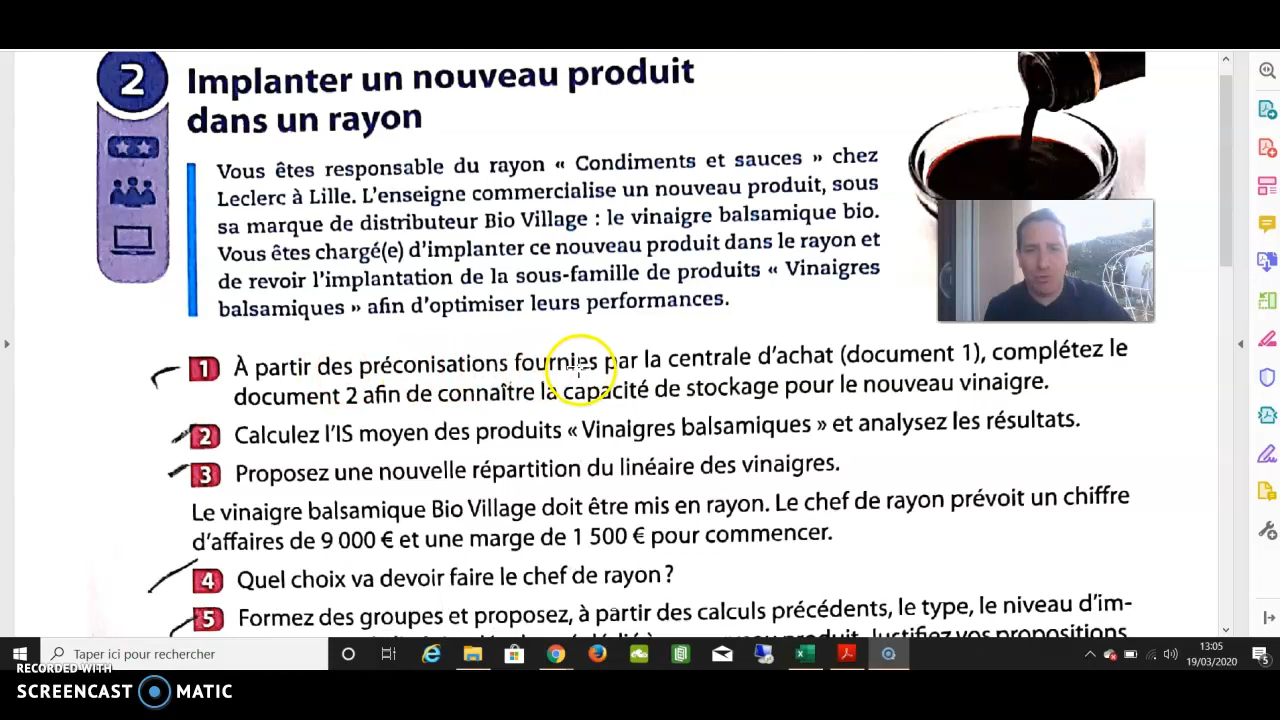 2
Implanter un nouveau produit
dans un rayon
Vous êtes responsable du rayon « Condiments et sauces » chez
Leclerc à Lille. L'enseigne commercialise un nouveau produit, sous
sa marque de distributeur Bio Village : le vinaigre balsamique bio.
Vous êtes chargé(e) d'implanter ce nouveau produit dans le rayon et
de revoir l'implantation de la sous-famille de produits « Vinaigres
balsamiques » afin d'optimiser leurs performances.
1 À partir des préconisations fournies par la centrale d'achat (document 1), complétez le
document 2 afin de connaître la capacité de stockage pour le nouveau vinaigre.
2 Calculez l'IS moyen des produits « Vinaigres balsamiques » et analysez les résultats.
3 Proposez une nouvelle répartition du linéaire des vinaigres.
Le vinaigre balsamique Bio Village doit être mis en rayon. Le chef de rayon prévoit un chiffre
d'affaires de 9 000 € et une marge de 1 500 € pour commencer.
4 Quel choix va devoir faire le chef de rayon ?
5 Formez des groupes et proposez, à partir des calculs précédents, le type, le niveau d'im-
nouveau produit. Justifiez vos propositions
Taper ici pour rechercher
13:05
19/03/2020
5
RECORDED WITH
SCREENCAST MATIC